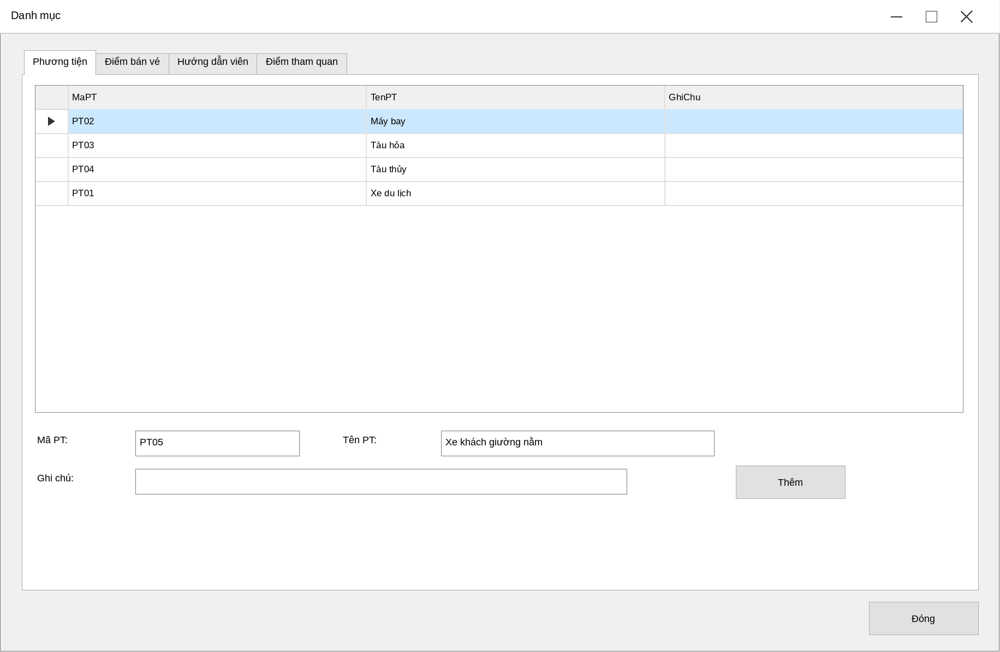 Danh mục
Phương tiện Điểm bán vé Hướng dẫn viên Điểm tham quan
MaPT TenPT GhiChu
PT02 Máy bay
PT03 Tàu hỏa
PT04 Tàu thủy
PT01 Xe du lịch
Mã PT: PT05 Tên PT: Xe khách giường nằm
Ghi chú: Thêm
Đóng